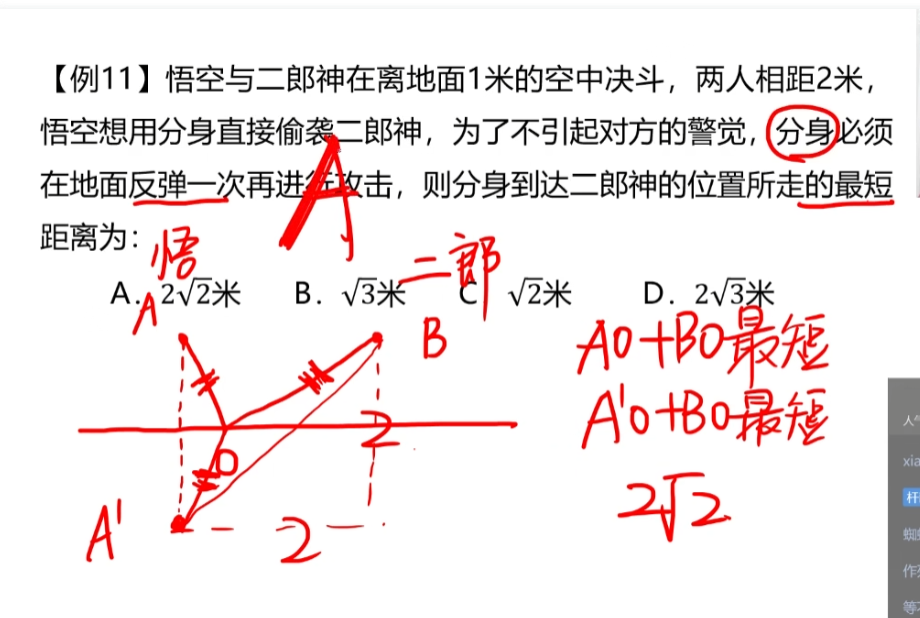 【例11】悟空与二郎神在离地面1米的空中决斗，两人相距2米，
悟空想用分身直接偷袭二郎神，为了不引起对方的警觉，分身必须
在地面反弹一次再进行攻击，则分身到达二郎神的位置所走的最短
距离为：
A
悟
二郎
A．2√2米 B．√3米 C √2米 D．2√3米
A
B
AO+BO最短
A'O+BO最短
2
O
2√2
A'
2
人气
xia
杆
蜘
作
等